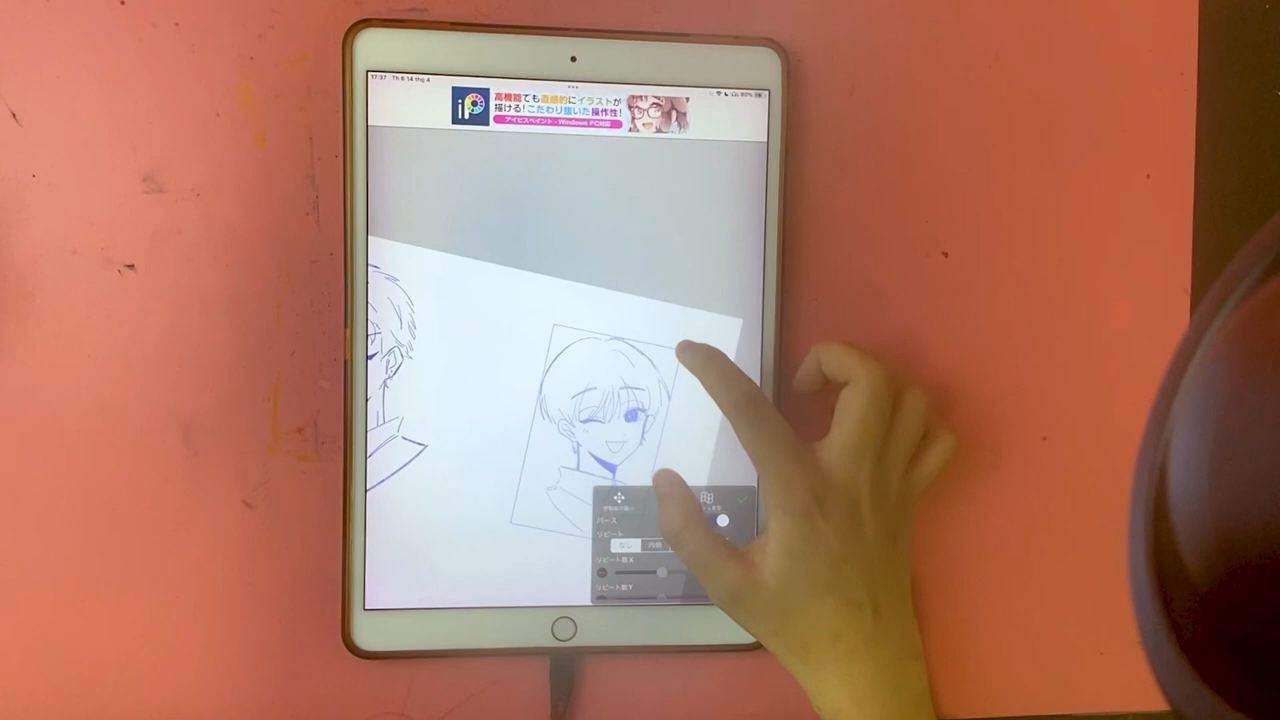 17:37 Th 6 14 thg 4
80%
iP
高機能でも直感的にイラストが
描ける!こだわり抜いた操作性!
アイビスペイント - Windows PC対応
パース
リピート
なし 内側
リピート数X
リピート数Y